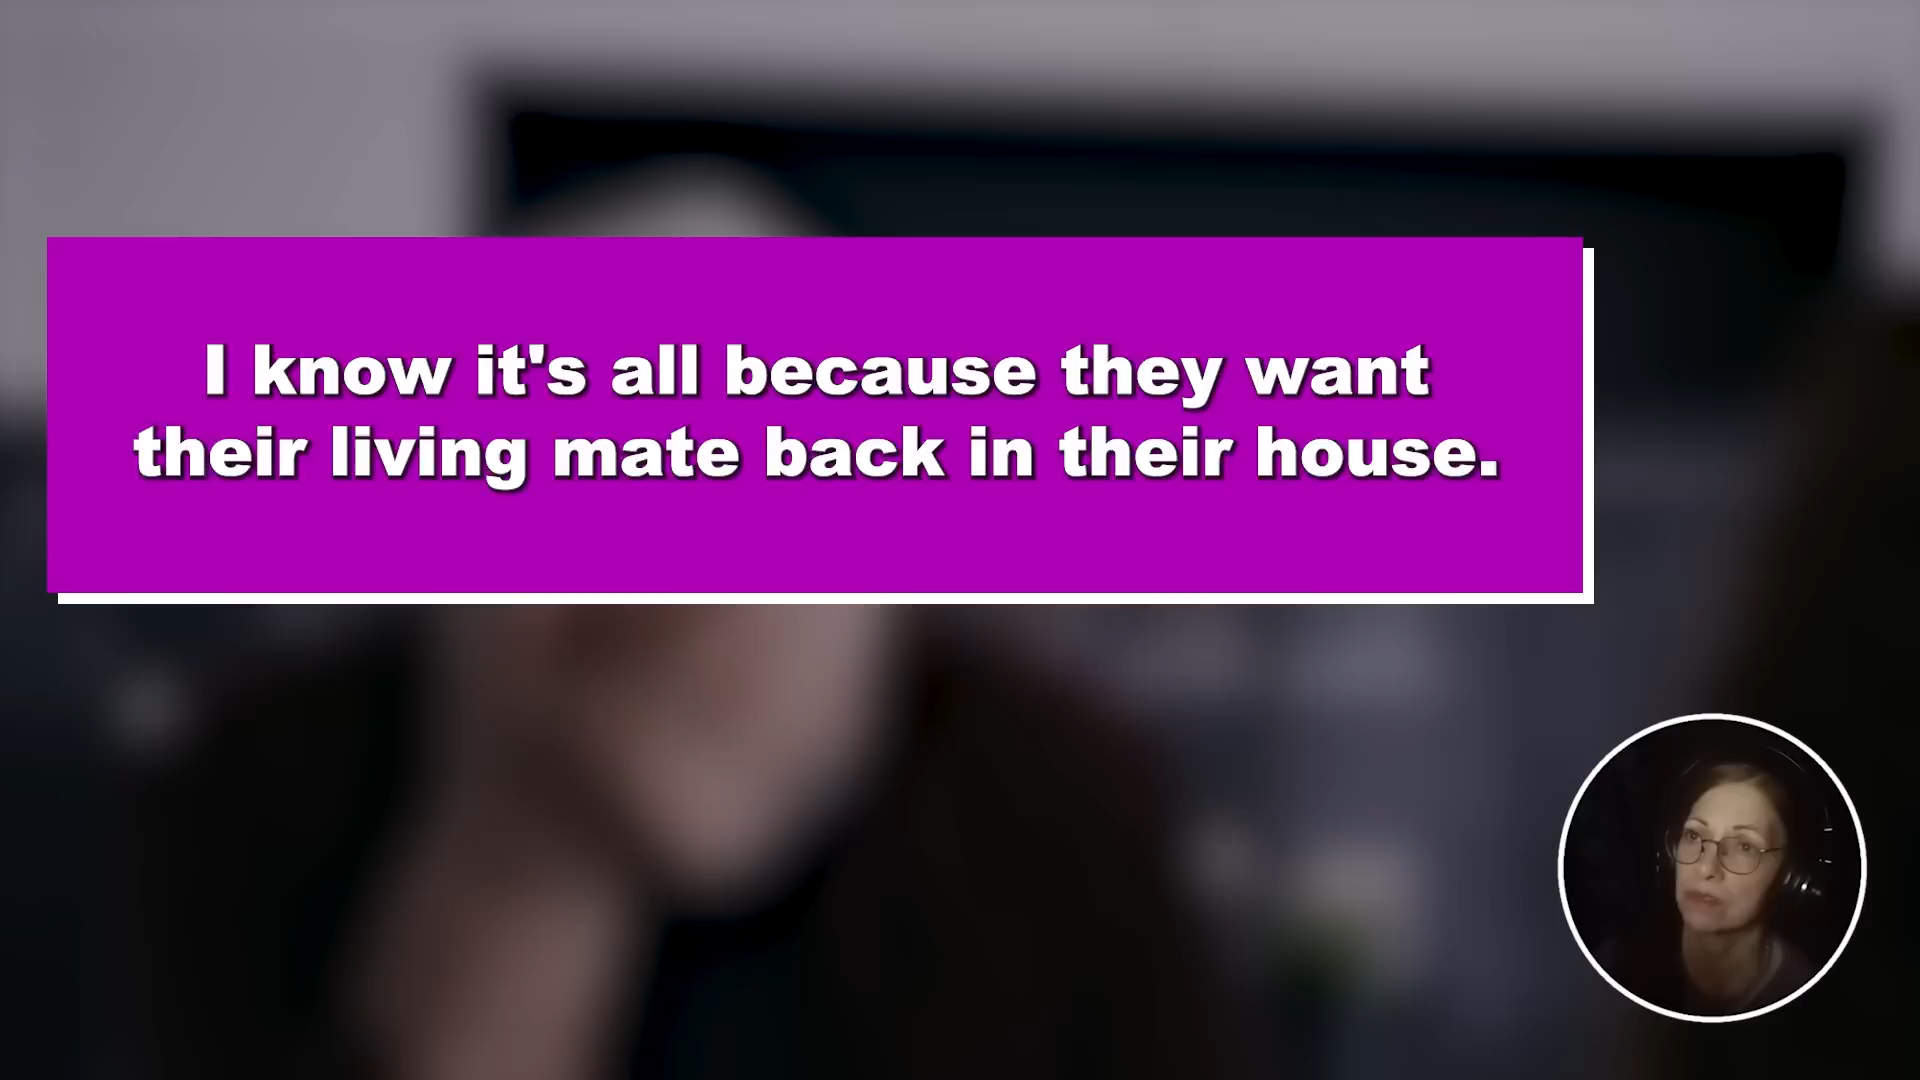 I know it's all because they want
their living mate back in their house.